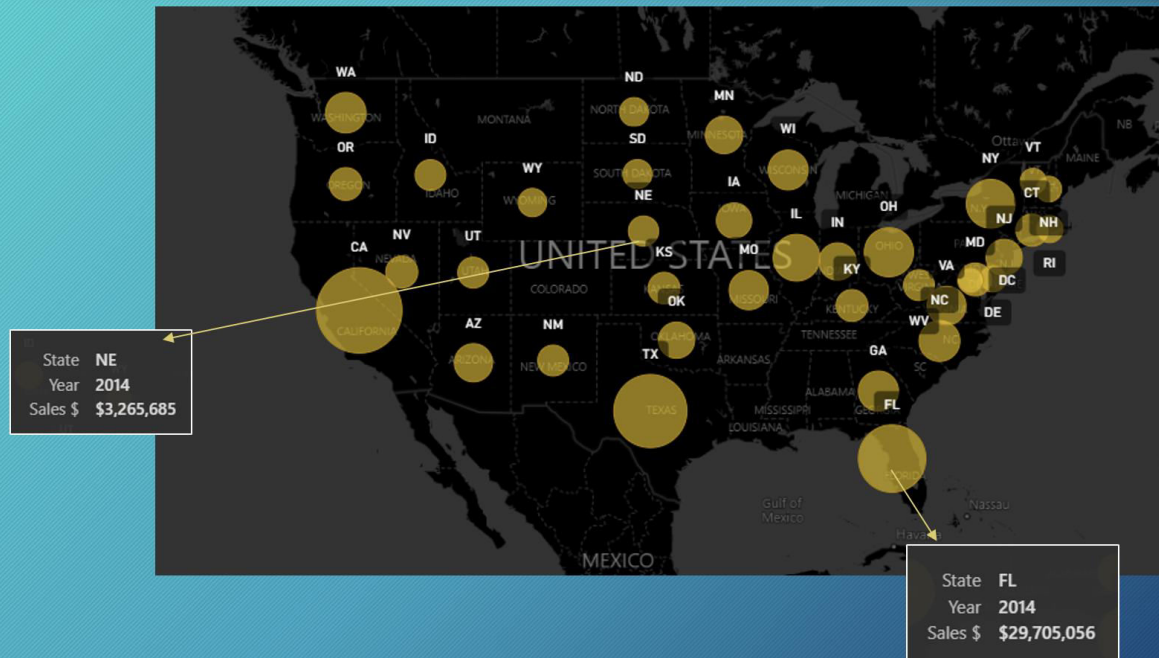 WA
ND
MN
NORTH DAKOTA
WASHINGTON
MONTANA
MINNESOTA
WI
NB
Ottawa
OR
ID
SD
NY
VT
MAINE
WY
SOUTH DAKOTA
WISCONSIN
OREGON
IDAHO
WYOMING
NE
IA
IOWA
MICHIGAN
CT
CA
NV
UT
IL
IN
OH
NJ
NH
NEVADA
UTAH
UNITED STATES
KS
MO
OHIO
MD
RI
KY
VA
DC
COLORADO
KANSAS
MISSOURI
WEST
VIRGINIA
OK
NC
DE
KENTUCKY
CALIFORNIA
AZ
NM
WV
TENNESSEE
OKLAHOMA
NC
ARIZONA
NEW MEXICO
TX
ARKANSAS
GA
SC
TEXAS
ALABAMA
FL
MISSISSIPPI
GEORGIA
LOUISIANA
FLORIDA
Gulf of
Mexico
Nassau
Havana
MEXICO
State NE
Year 2014
Sales $ $3,265,685
State FL
Year 2014
Sales $ $29,705,056